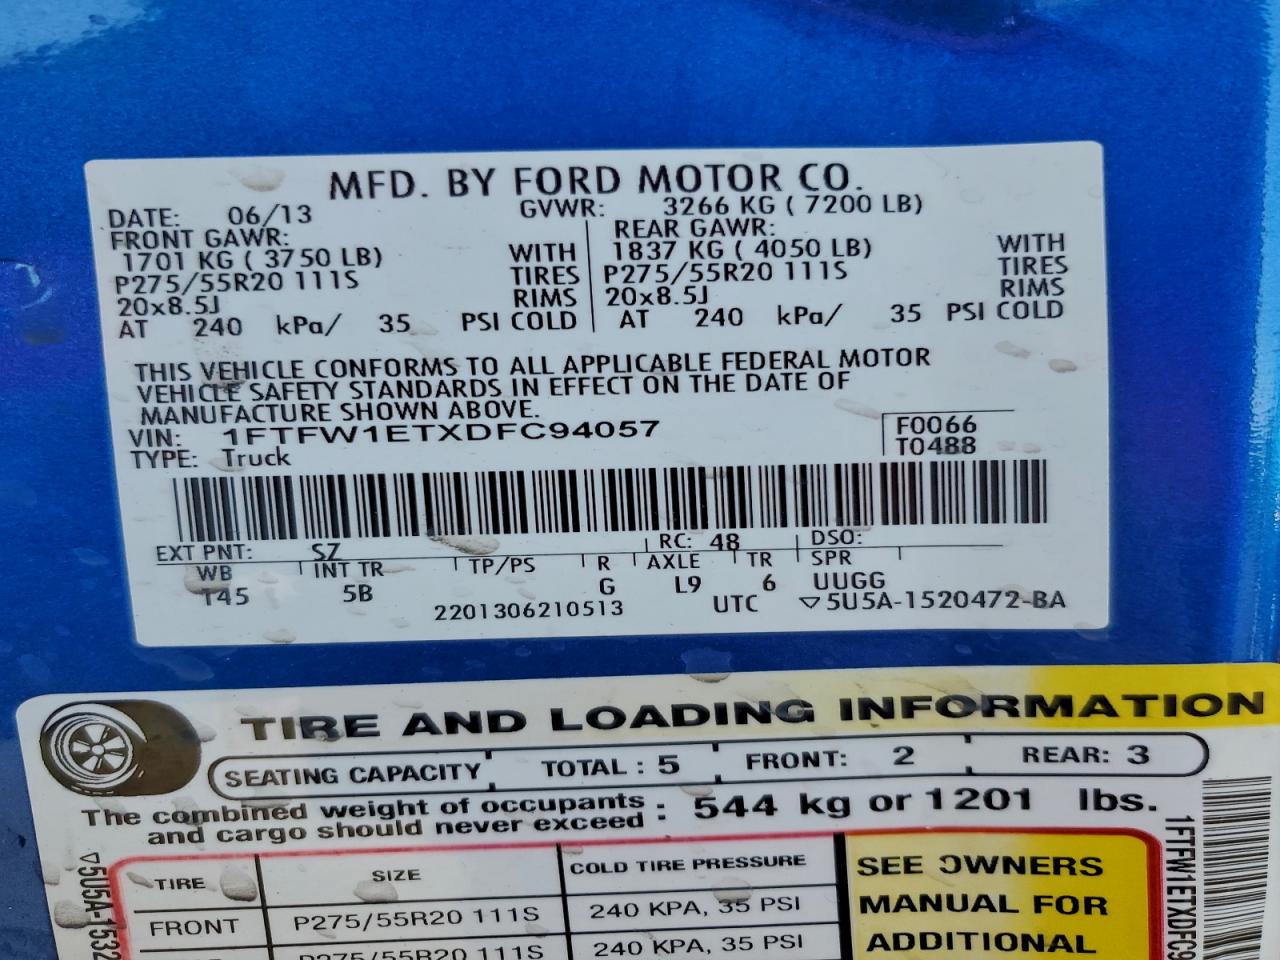 MFD. BY FORD MOTOR CO.
DATE: 06/13 GVWR: 3266 KG ( 7200 LB)
FRONT GAWR: REAR GAWR:
1701 KG ( 3750 LB) WITH 1837 KG ( 4050 LB) WITH
P275/55R20 111S TIRES P275/55R20 111S TIRES
20x8.5J RIMS 20x8.5J RIMS
AT 240 kPa/ 35 PSI COLD AT 240 kPa/ 35 PSI COLD
THIS VEHICLE CONFORMS TO ALL APPLICABLE FEDERAL MOTOR
VEHICLE SAFETY STANDARDS IN EFFECT ON THE DATE OF
MANUFACTURE SHOWN ABOVE.
VIN: 1FTFW1ETXDFC94057 F0066
TYPE: Truck T0488
EXT PNT: SZ RC: 48 DSO:
WB INT TR TP/PS R AXLE TR SPR
T45 5B G L9 6 UUGG
2201306210513 UTC ▽5U5A-1520472-BA
TIRE AND LOADING INFORMATION
SEATING CAPACITY TOTAL : 5 FRONT: 2 REAR: 3
The combined weight of occupants
and cargo should never exceed : 544 kg or 1201 lbs.
TIRE SIZE COLD TIRE PRESSURE
FRONT P275/55R20 111S 240 KPA, 35 PSI
P275/55R20 111S 240 KPA, 35 PSI
SEE OWNERS
MANUAL FOR
ADDITIONAL
▽5U5A-1532
1FTFW1ETXDFC9